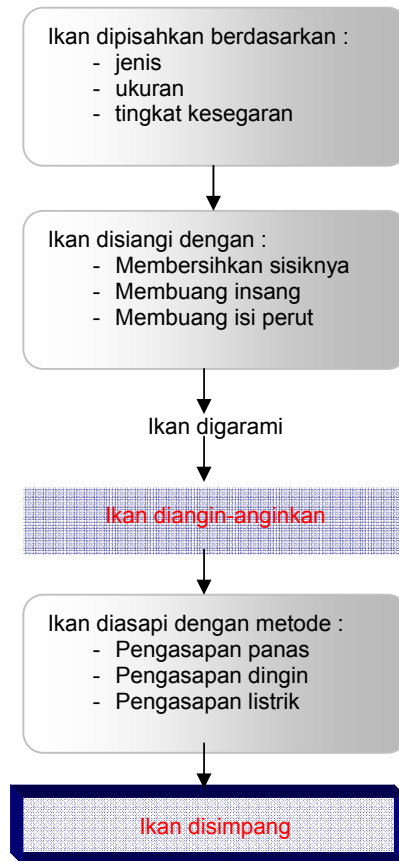 Ikan dipisahkan berdasarkan :
- jenis
- ukuran
- tingkat kesegaran
Ikan disiangi dengan :
- Membersihkan sisiknya
- Membuang insang
- Membuang isi perut
Ikan digarami
Ikan diangin-anginkan
Ikan diasapi dengan metode :
- Pengasapan panas
- Pengasapan dingin
- Pengasapan listrik
Ikan disimpang